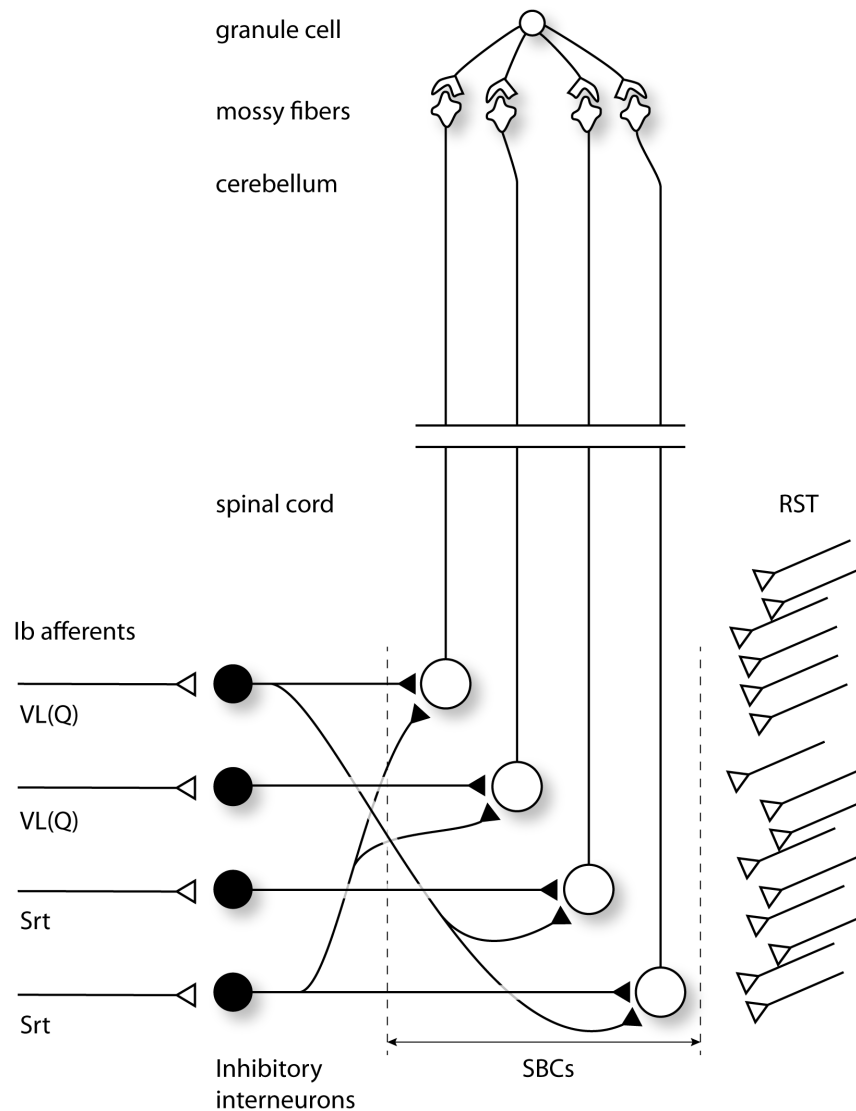 granule cell
mossy fibers
cerebellum
spinal cord
RST
Ib afferents
VL(Q)
VL(Q)
Srt
Srt
Inhibitory
interneurons
SBCs